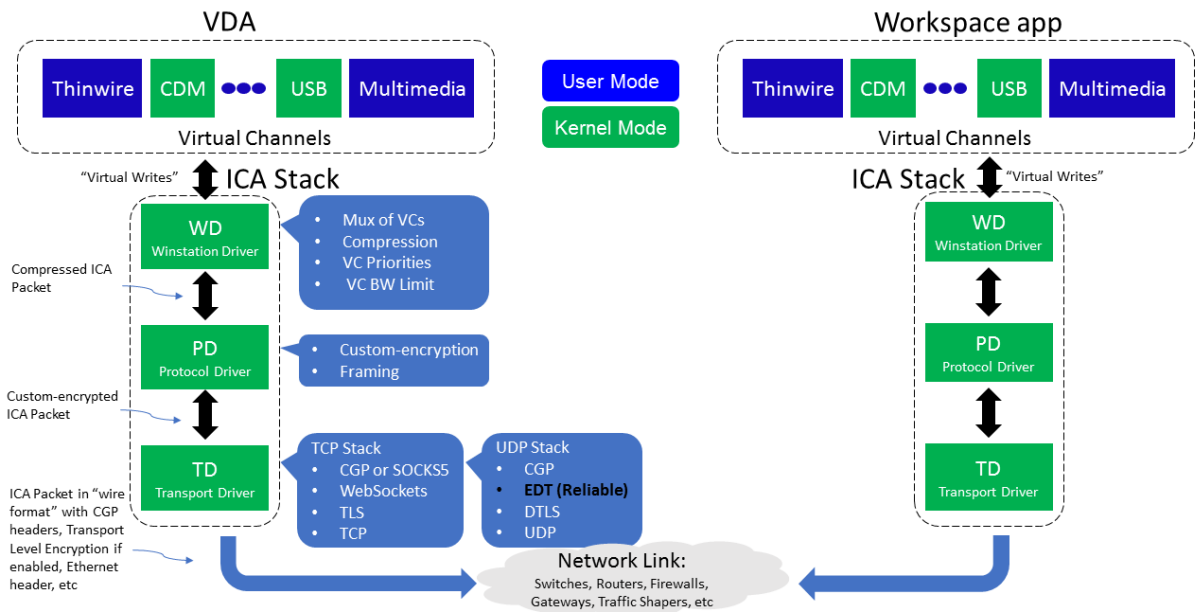 VDA
Thinwire
CDM
USB
Multimedia
Virtual Channels
User Mode
Kernel Mode
Workspace app
Thinwire
CDM
USB
Multimedia
Virtual Channels
“Virtual Writes”
ICA Stack
WD
Winstation Driver
• Mux of VCs
• Compression
• VC Priorities
• VC BW Limit
Compressed ICA
Packet
PD
Protocol Driver
• Custom-encryption
• Framing
Custom-encrypted
ICA Packet
TD
Transport Driver
TCP Stack
• CGP or SOCKS5
• WebSockets
• TLS
• TCP
UDP Stack
• CGP
• EDT (Reliable)
• DTLS
• UDP
ICA Packet in “wire
format” with CGP
headers, Transport
Level Encryption if
enabled, Ethernet
header, etc
ICA Stack
“Virtual Writes”
WD
Winstation Driver
PD
Protocol Driver
TD
Transport Driver
Network Link:
Switches, Routers, Firewalls,
Gateways, Traffic Shapers, etc